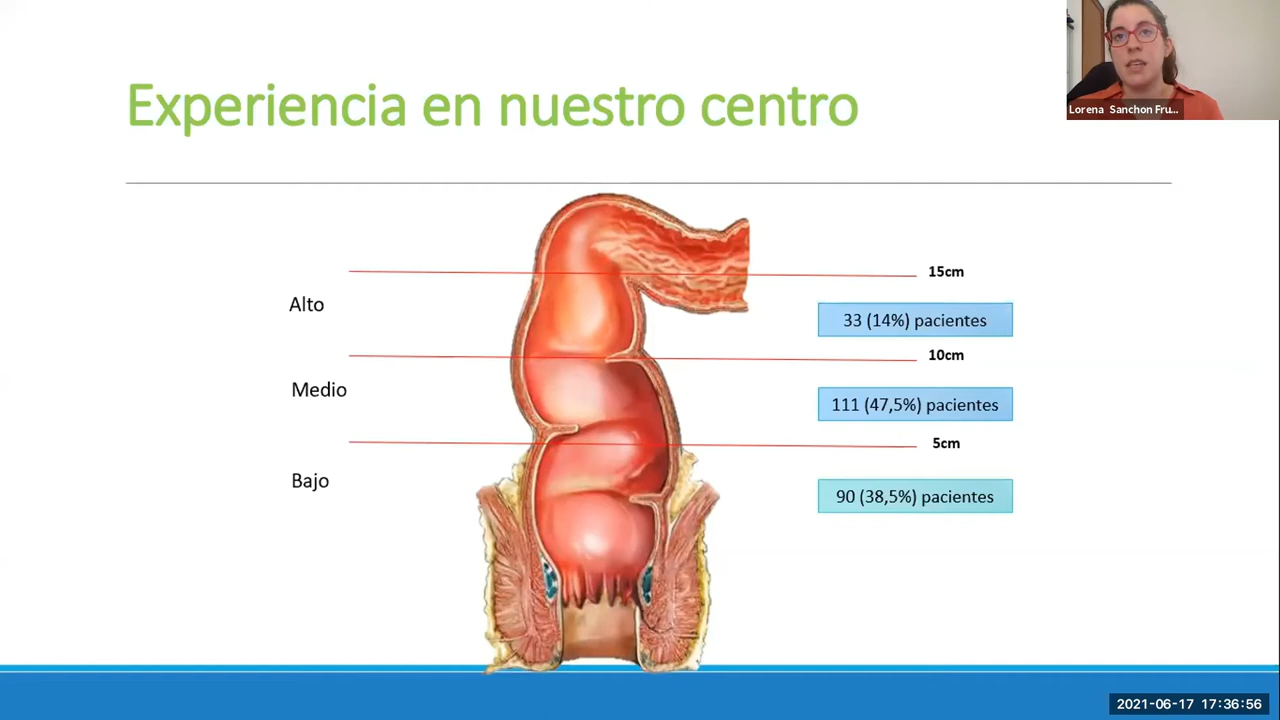 Experiencia en nuestro centro
Lorena Sanchon Fru...
15cm
Alto
33 (14%) pacientes
10cm
Medio
111 (47,5%) pacientes
5cm
Bajo
90 (38,5%) pacientes
2021-06-17 17:36:56